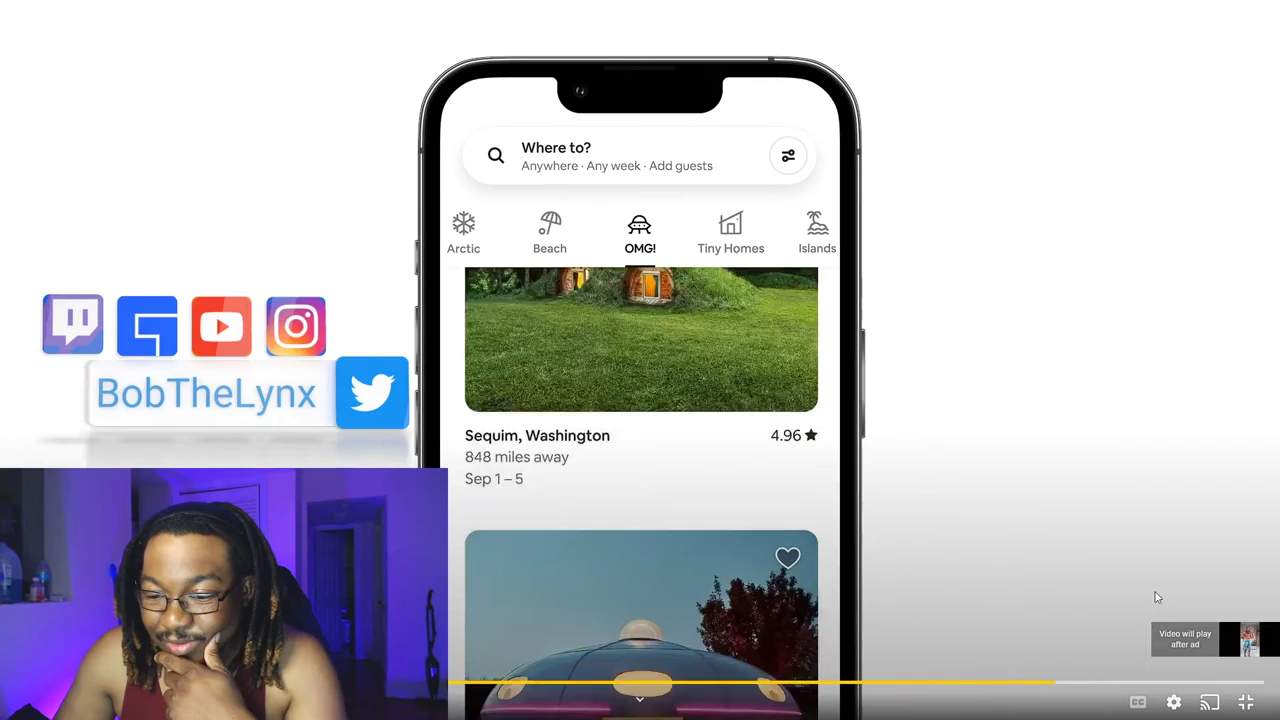 Where to?
Anywhere · Any week · Add guests
Arctic
Beach
OMG!
Tiny Homes
Islands
BobTheLynx
Sequim, Washington
4.96 ★
848 miles away
Sep 1 – 5
Video will play
after ad
CC